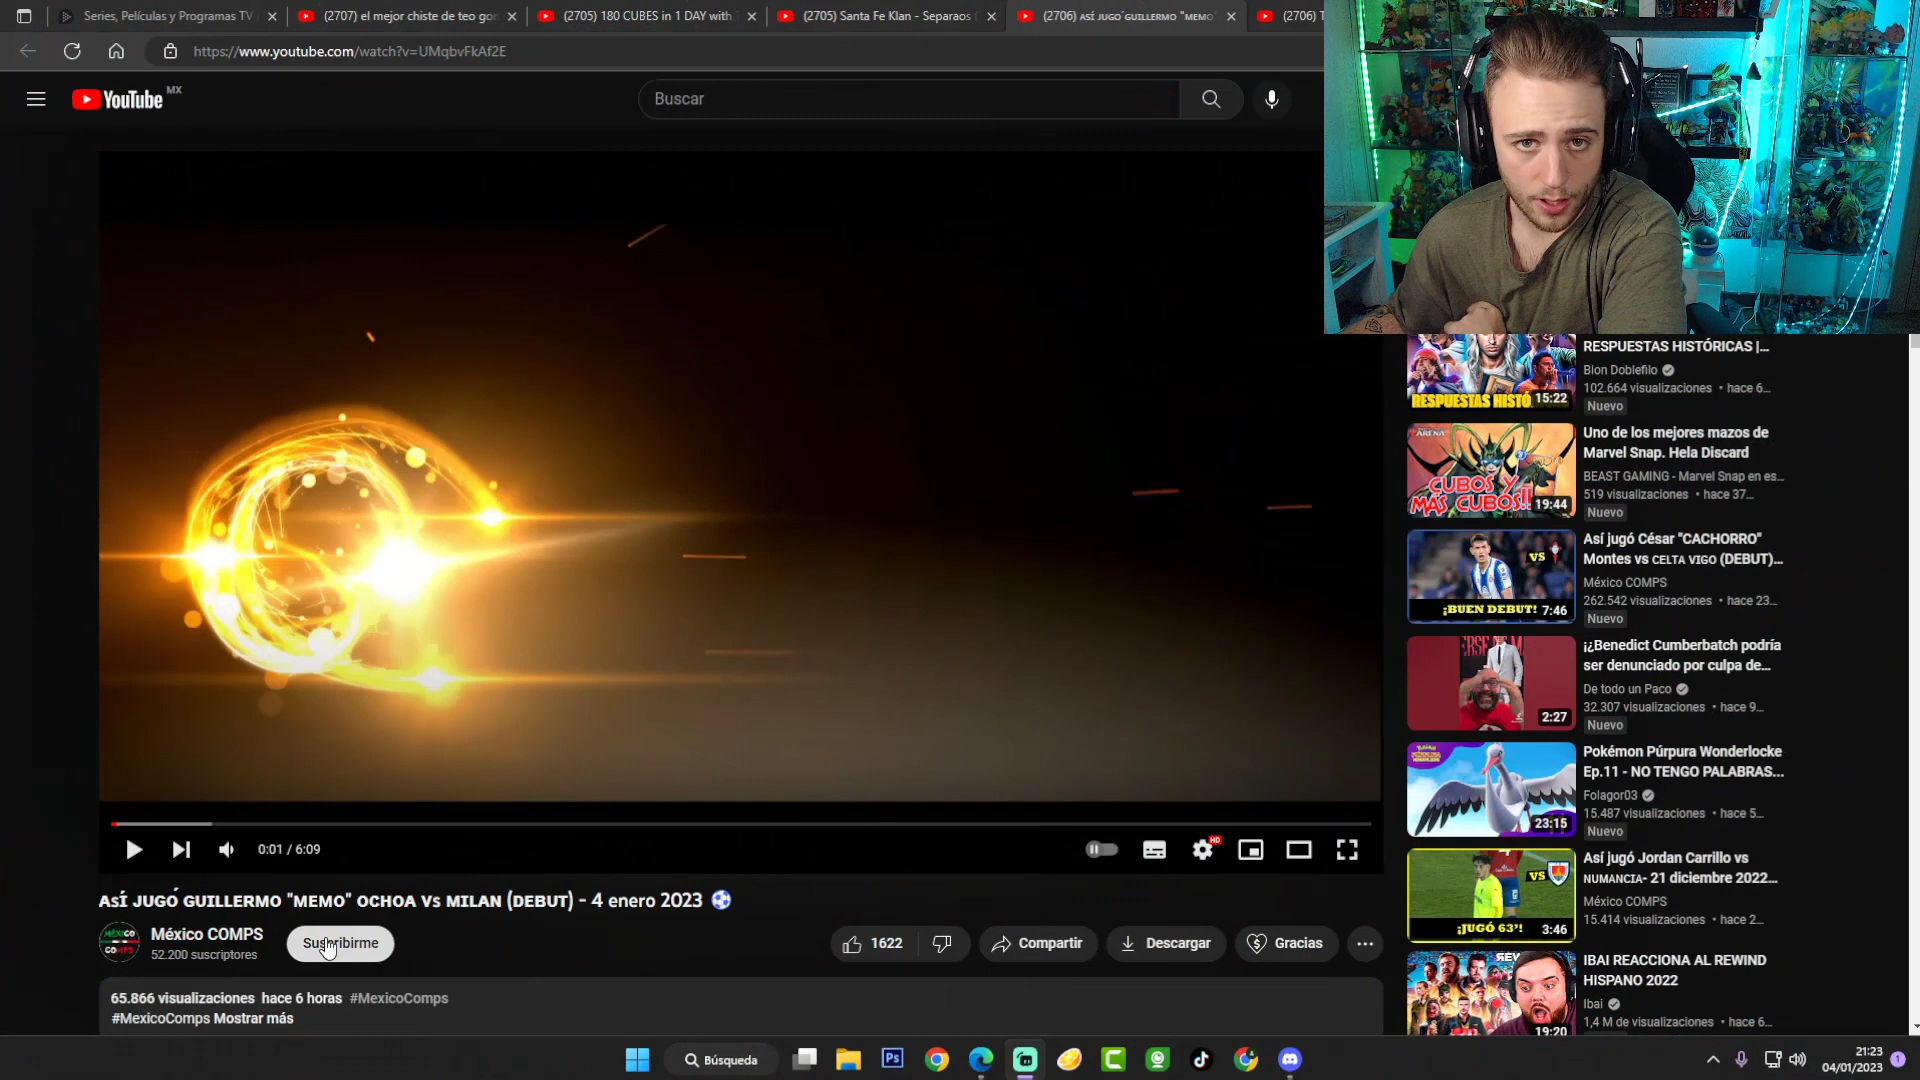 Series, Películas y Programas TV
(2707) el mejor chiste de teo gon
(2705) 180 CUBES in 1 DAY with
(2705) Santa Fe Klan - Separaos
(2706) ASÍ JUGÓ GUILLERMO "MEMO"
(2706) T
https://www.youtube.com/watch?v=UMqbvFkAf2E
YouTube MX
Buscar
0:01 / 6:09
HD
ASÍ JUGÓ GUILLERMO "MEMO" OCHOA Vs MILAN (DEBUT) - 4 enero 2023
México COMPS
52.200 suscriptores
Suscribirme
1622
Compartir
Descargar
Gracias
65.866 visualizaciones hace 6 horas #MexicoComps
#MexicoComps Mostrar más
RESPUESTAS HISTÓRICAS |...
Blon Doblefilo
102.664 visualizaciones • hace 6...
Nuevo
RESPUESTAS HISTÓ
15:22
Uno de los mejores mazos de
Marvel Snap. Hela Discard
BEAST GAMING - Marvel Snap en es...
519 visualizaciones • hace 37...
Nuevo
ARENA
CUBOS Y
MÁS CUBOS!!
19:44
Así jugó César "CACHORRO"
Montes vs CELTA VIGO (DEBUT)...
México COMPS
262.542 visualizaciones • hace 23...
Nuevo
VS
¡BUEN DEBUT!
7:46
¡¿Benedict Cumberbatch podría
ser denunciado por culpa de...
De todo un Paco
32.307 visualizaciones • hace 9...
Nuevo
2:27
Pokémon Púrpura Wonderlocke
Ep.11 - NO TENGO PALABRAS...
Folagor03
15.487 visualizaciones • hace 5...
Nuevo
23:15
Así jugó Jordan Carrillo vs
NUMANCIA- 21 diciembre 2022...
México COMPS
15.414 visualizaciones • hace 2...
VS
¡JUGÓ 63'!
3:46
IBAI REACCIONA AL REWIND
HISPANO 2022
Ibai
1,4 M de visualizaciones • hace 6...
19:20
Búsqueda
Ps
21:23
04/01/2023
1